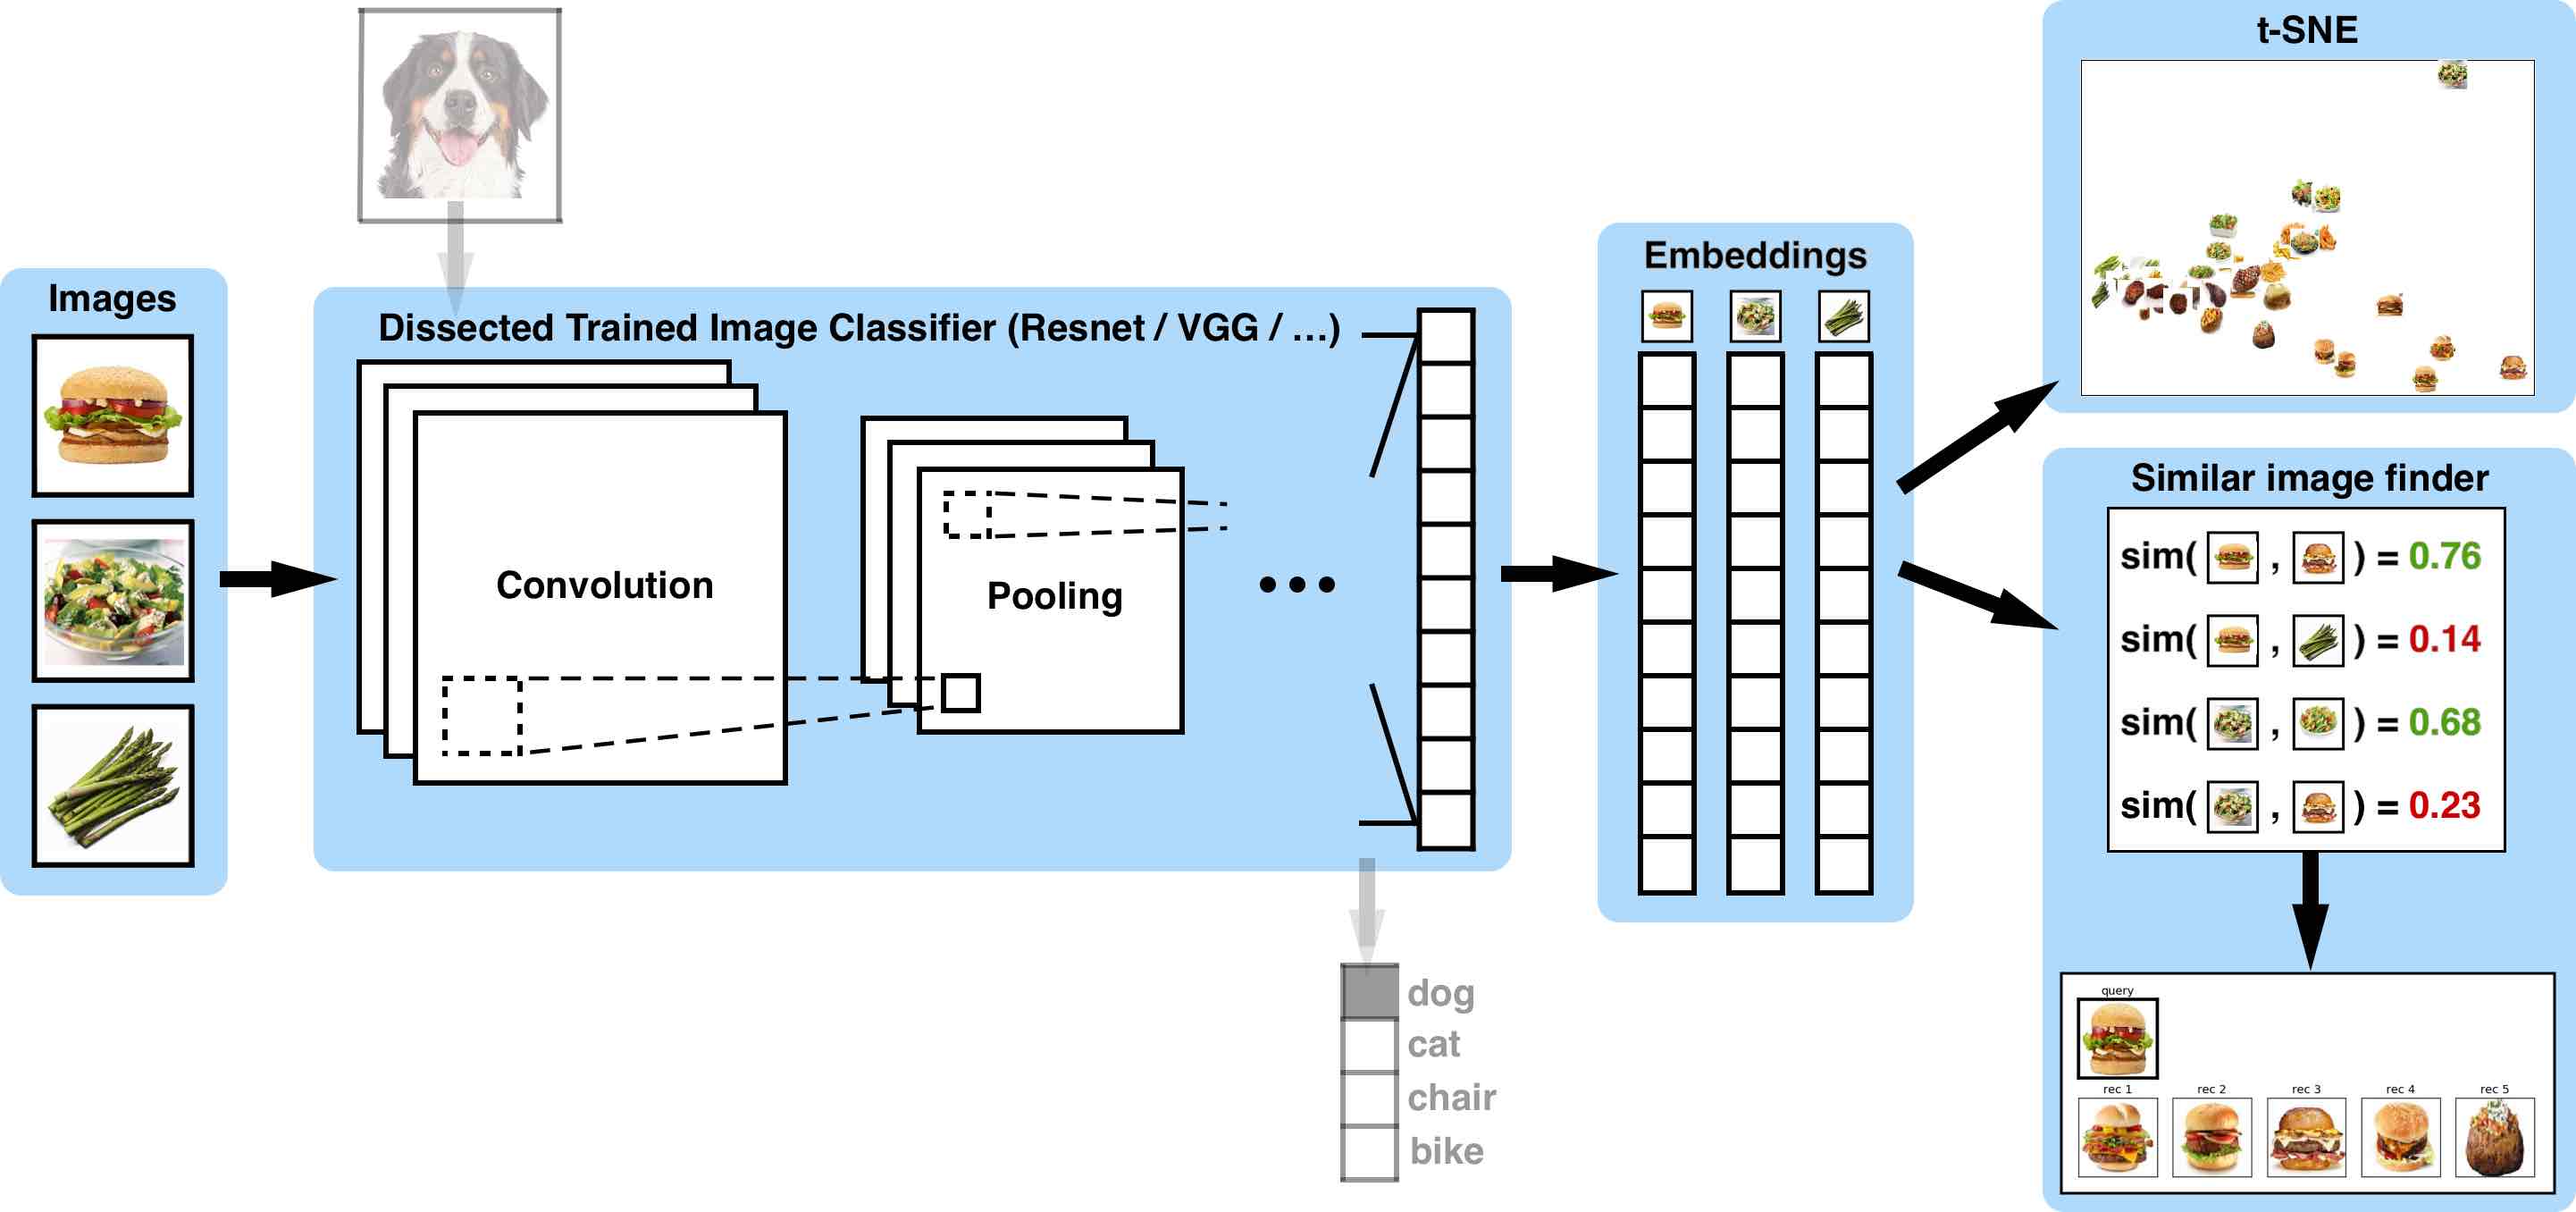 Images
Dissected Trained Image Classifier (Resnet / VGG / ...)
Convolution
Pooling
...
dog
cat
chair
bike
Embeddings
t-SNE
Similar image finder
sim( , ) = 0.76
sim( , ) = 0.14
sim( , ) = 0.68
sim( , ) = 0.23
query
rec 1 rec 2 rec 3 rec 4 rec 5